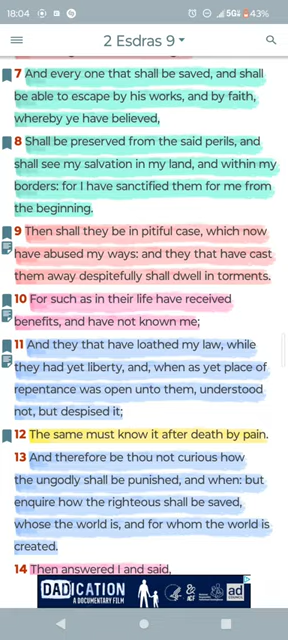 18:04
5G
43%
2 Esdras 9
7 And every one that shall be saved, and shall
be able to escape by his works, and by faith,
whereby ye have believed,
8 Shall be preserved from the said perils, and
shall see my salvation in my land, and within my
borders: for I have sanctified them for me from
the beginning.
9 Then shall they be in pitiful case, which now
have abused my ways: and they that have cast
them away despitefully shall dwell in torments.
10 For such as in their life have received
benefits, and have not known me;
11 And they that have loathed my law, while
they had yet liberty, and, when as yet place of
repentance was open unto them, understood
not, but despised it;
12 The same must know it after death by pain.
13 And therefore be thou not curious how
the ungodly shall be punished, and when: but
enquire how the righteous shall be saved,
whose the world is, and for whom the world is
created.
14 Then answered I and said,
DADICATION
A DOCUMENTARY FILM
ad
COUNCIL